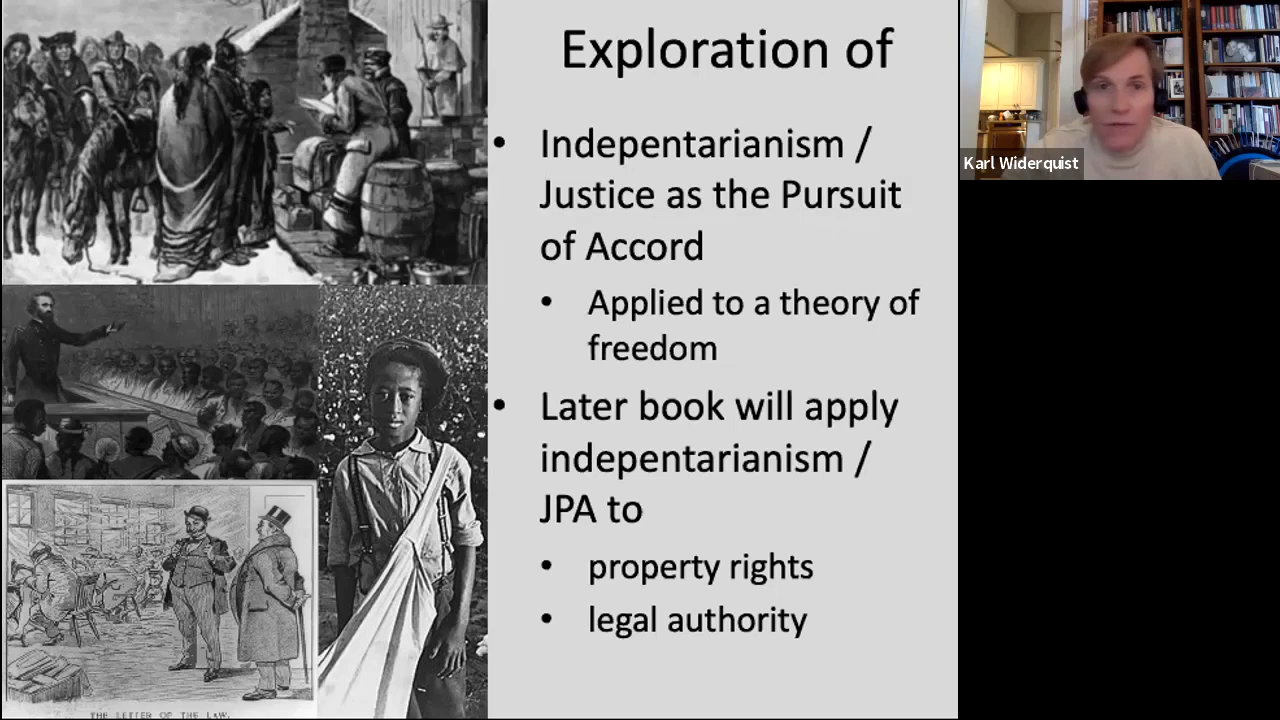 Exploration of
• Indepentarianism /
Justice as the Pursuit
of Accord
• Applied to a theory of
freedom
• Later book will apply
indepentarianism /
JPA to
• property rights
• legal authority
THE LETTER OF THE LAW.
Karl Widerquist